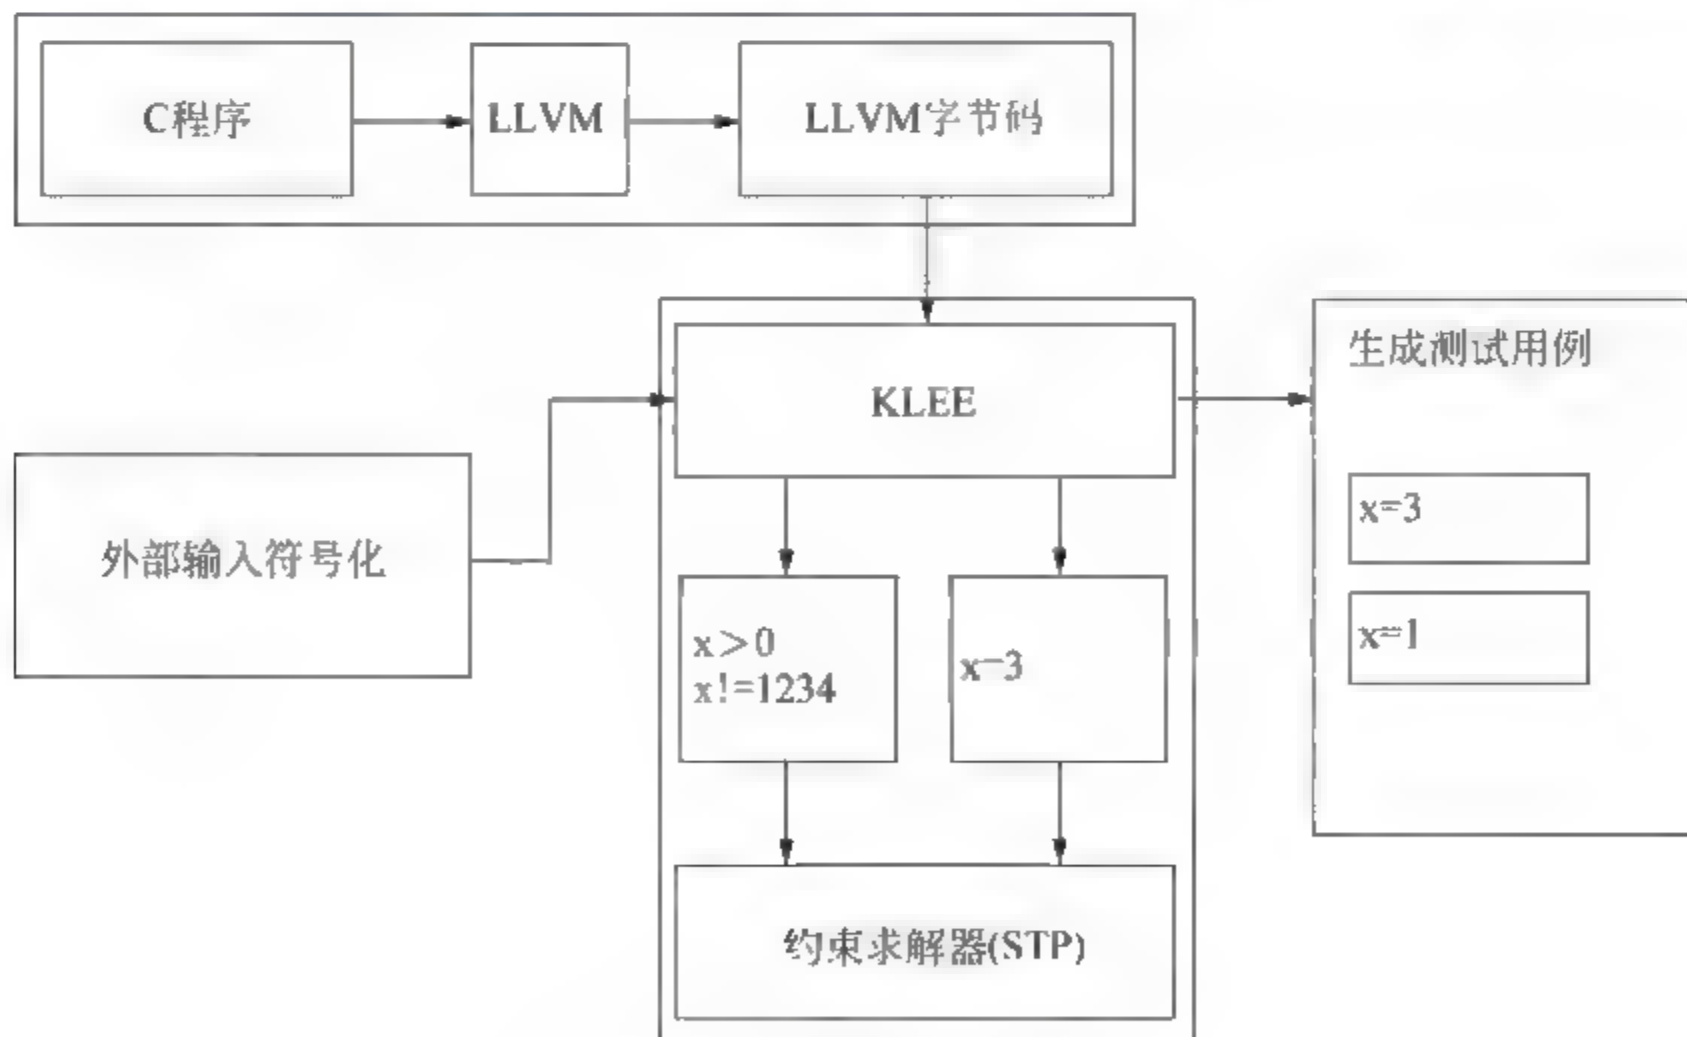 C程序
LLVM
LLVM字节码
KLEE
生成测试用例
外部输入符号化
x=3
x=1
x>0
x!=1234
x=3
约束求解器(STP)